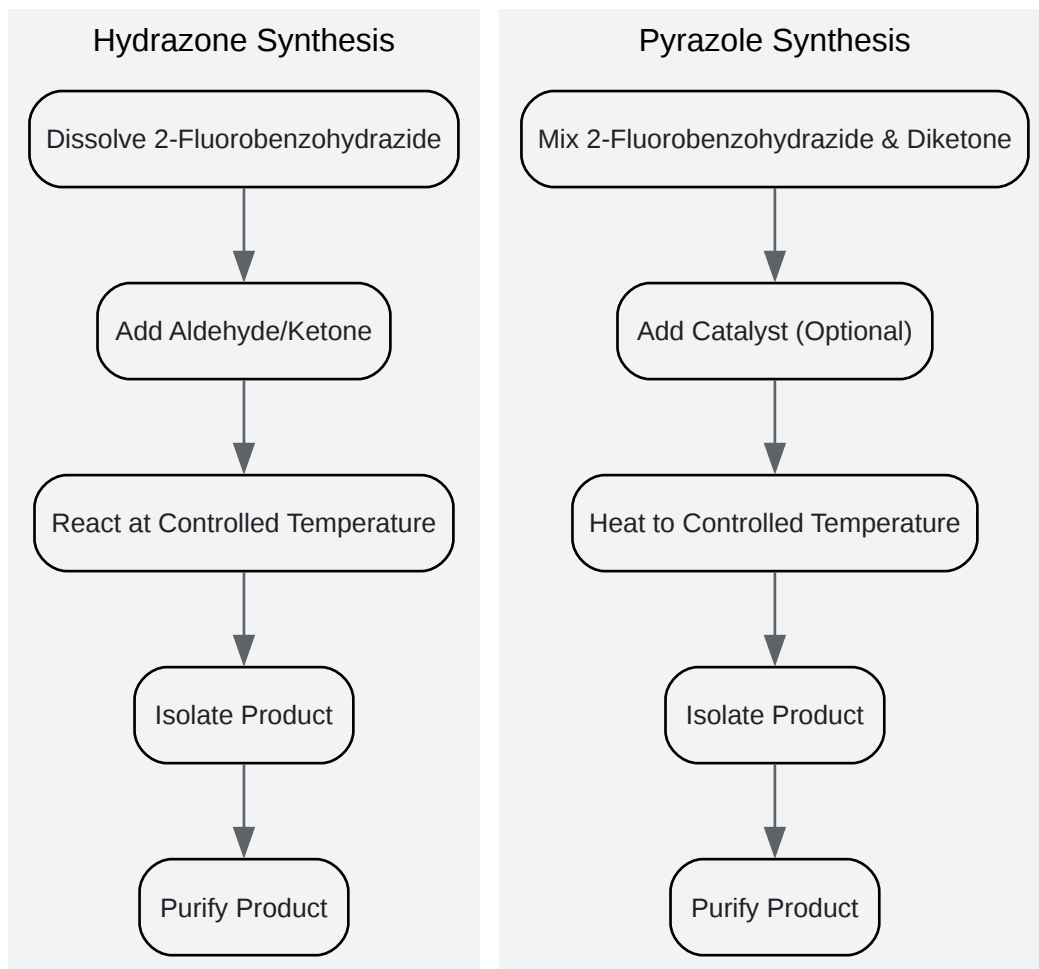 Hydrazone Synthesis
Dissolve 2-Fluorobenzohydrazide
Add Aldehyde/Ketone
React at Controlled Temperature
Isolate Product
Purify Product
Pyrazole Synthesis
Mix 2-Fluorobenzohydrazide & Diketone
Add Catalyst (Optional)
Heat to Controlled Temperature
Isolate Product
Purify Product